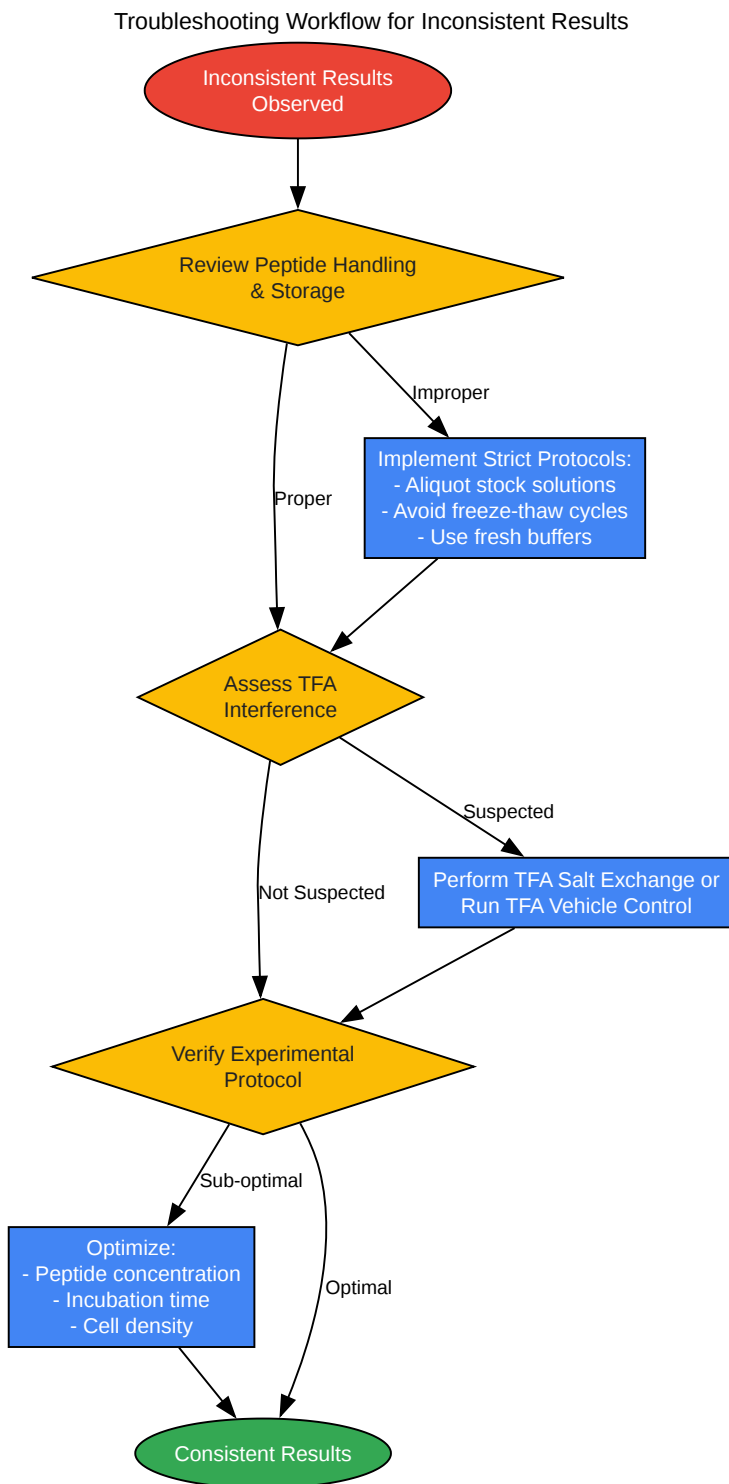 Troubleshooting Workflow for Inconsistent Results
Inconsistent Results
Observed
Review Peptide Handling
& Storage
Improper
Implement Strict Protocols:
- Aliquot stock solutions
- Avoid freeze-thaw cycles
- Use fresh buffers
Proper
Assess TFA
Interference
Suspected
Perform TFA Salt Exchange or
Run TFA Vehicle Control
Not Suspected
Verify Experimental
Protocol
Sub-optimal
Optimize:
- Peptide concentration
- Incubation time
- Cell density
Optimal
Consistent Results